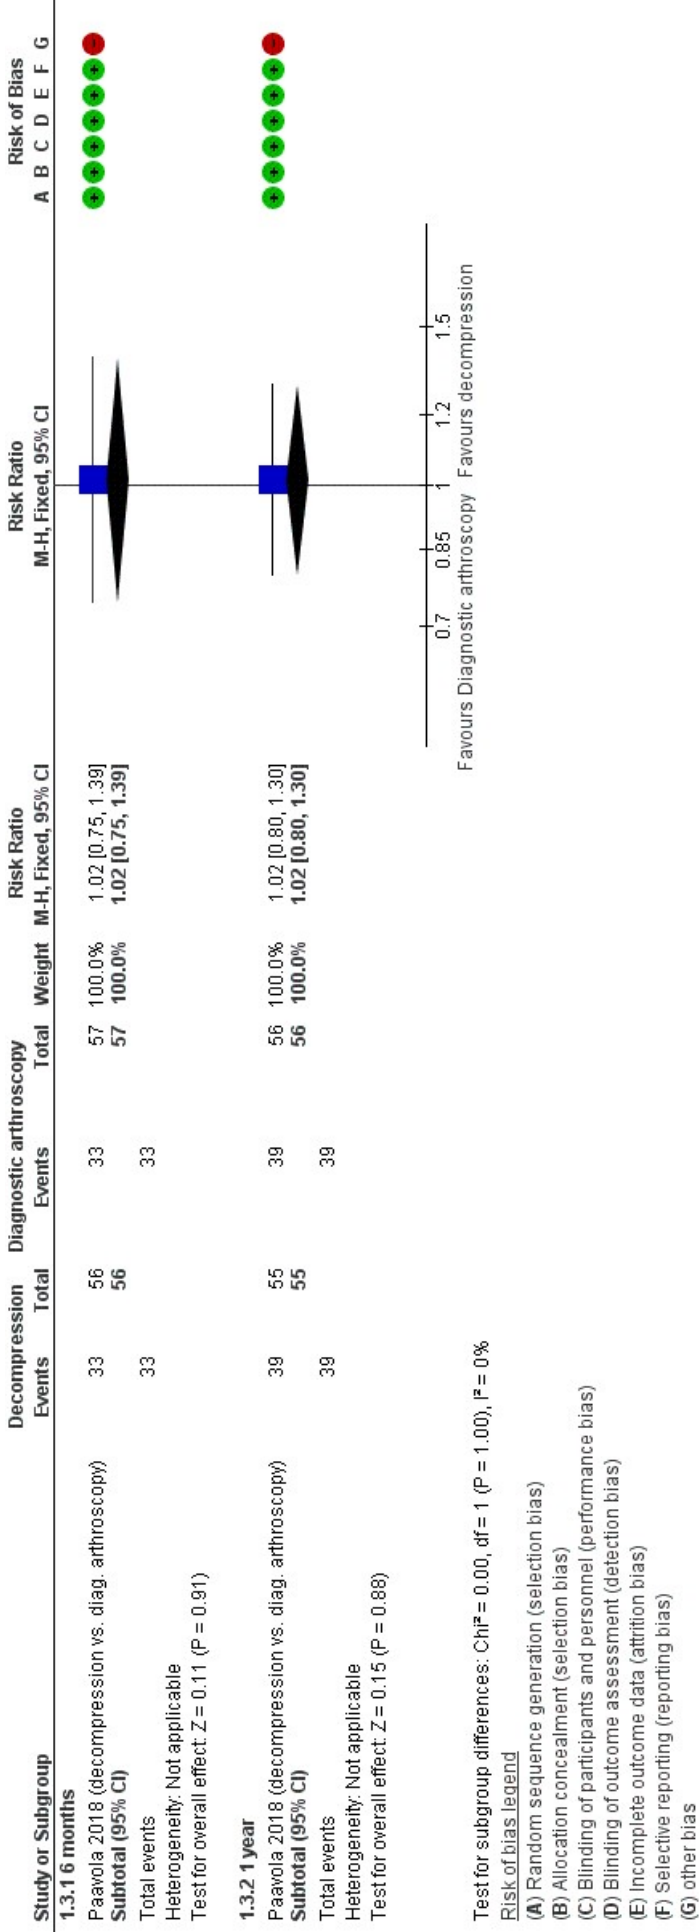 Decompression Diagnostic arthroscopy Risk Ratio Risk Ratio Risk of Bias
Study or Subgroup Events Total Events Total Weight M-H, Fixed, 95% CI M-H, Fixed, 95% CI A B C D E F G
1.3.1 6 months
Paavola 2018 (decompression vs. diag. arthroscopy) 33 56 33 57 100.0% 1.02 [0.75, 1.39] + + + + + + -
Subtotal (95% CI) 56 57 100.0% 1.02 [0.75, 1.39]
Total events 33 33
Heterogeneity: Not applicable
Test for overall effect: Z = 0.11 (P = 0.91)
1.3.2 1 year
Paavola 2018 (decompression vs. diag. arthroscopy) 39 55 39 56 100.0% 1.02 [0.80, 1.30] + + + + + + -
Subtotal (95% CI) 55 56 100.0% 1.02 [0.80, 1.30]
Total events 39 39
Heterogeneity: Not applicable
Test for overall effect: Z = 0.15 (P = 0.88)
0.7 0.85 1 1.2 1.5
Favours Diagnostic arthroscopy Favours decompression
Test for subgroup differences: Chi² = 0.00, df = 1 (P = 1.00), I² = 0%
Risk of bias legend
(A) Random sequence generation (selection bias)
(B) Allocation concealment (selection bias)
(C) Blinding of participants and personnel (performance bias)
(D) Blinding of outcome assessment (detection bias)
(E) Incomplete outcome data (attrition bias)
(F) Selective reporting (reporting bias)
(G) other bias